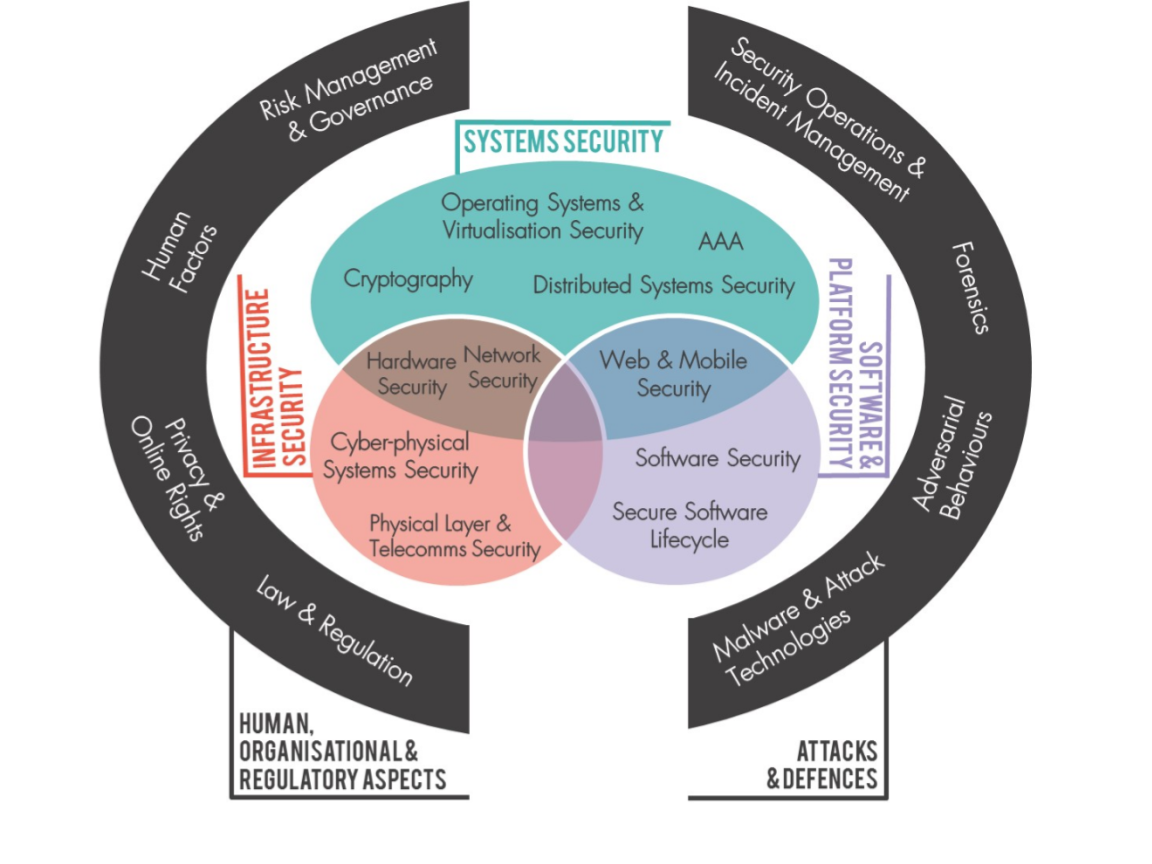 Risk Management
& Governance
Human
Factors
Privacy &
Online Rights
Law & Regulation
HUMAN,
ORGANISATIONAL &
REGULATORY ASPECTS
SYSTEMS SECURITY
Operating Systems &
Virtualisation Security
AAA
Cryptography
Distributed Systems Security
INFRASTRUCTURE
SECURITY
Hardware
Security
Network
Security
Web & Mobile
Security
Cyber-physical
Systems Security
Physical Layer &
Telecomms Security
Software Security
Secure Software
Lifecycle
SOFTWARE &
PLATFORM SECURITY
Security Operations &
Incident Management
Forensics
Adversarial
Behaviours
Malware & Attack
Technologies
ATTACKS
& DEFENCES